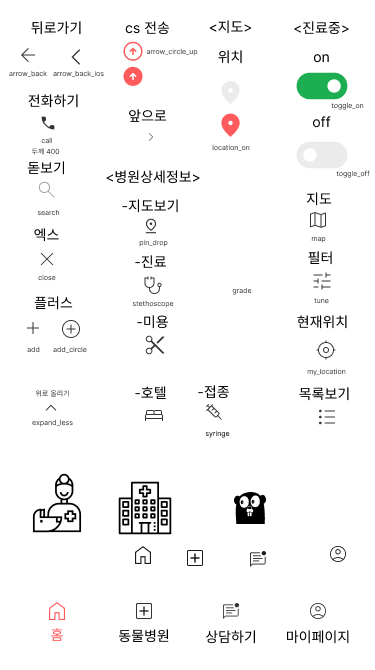 뒤로가기
cs 전송
<지도>
<진료중>
arrow_back
arrow_back_ios
arrow_circle_up
위치
on
toggle_on
전화하기
call
두께 400
앞으로
location_on
off
toggle_off
돋보기
search
<병원상세정보>
-지도보기
pin_drop
지도
map
엑스
close
-진료
stethoscope
grade
필터
tune
플러스
add
add_circle
-미용
현재위치
my_location
위로 올리기
expand_less
-호텔
-접종
syringe
목록보기
홈
동물병원
상담하기
마이페이지